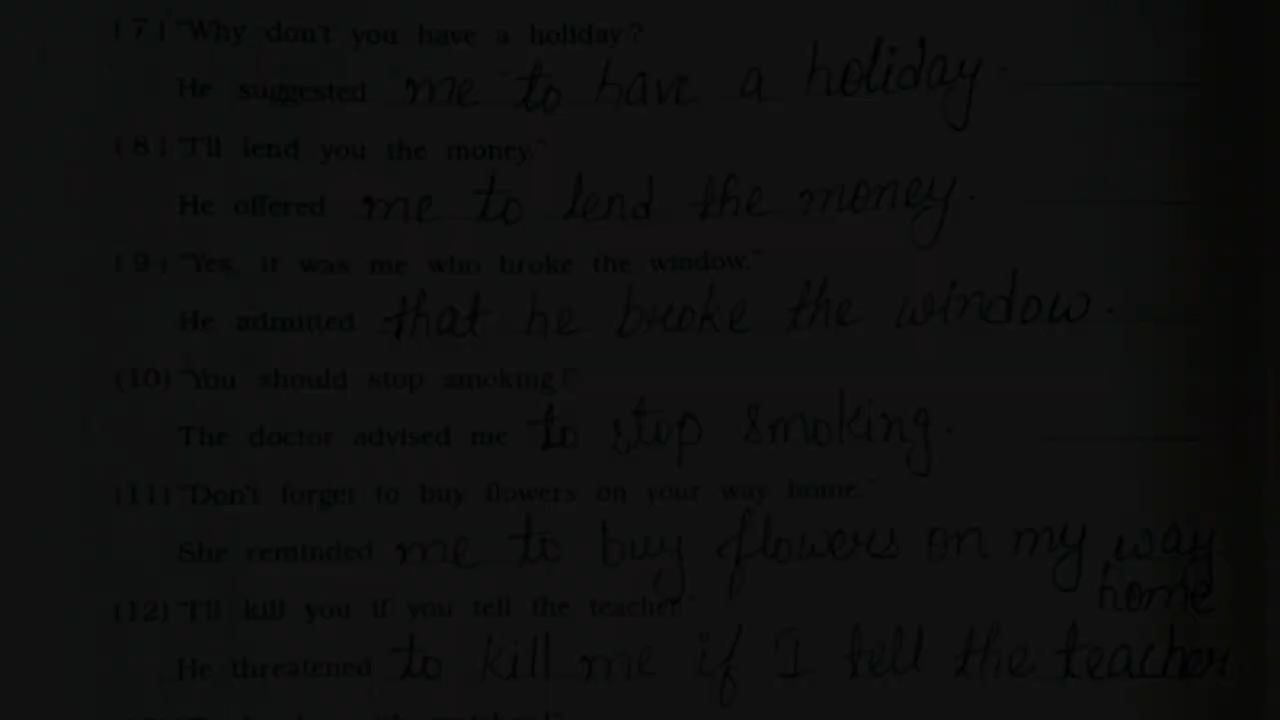 (7) "Why don't you have a holiday?
He suggested me to have a holiday.
(8) "I'll lend you the money."
He offered me to lend the money.
(9) "Yes, it was me who broke the window."
He admitted that he broke the window.
(10) "You should stop smoking!"
The doctor advised me to stop smoking.
(11) "Don't forget to buy flowers on your way home."
She reminded me to buy flowers on my way
home
(12) "I'll kill you if you tell the teacher."
He threatened to kill me if I tell the teacher